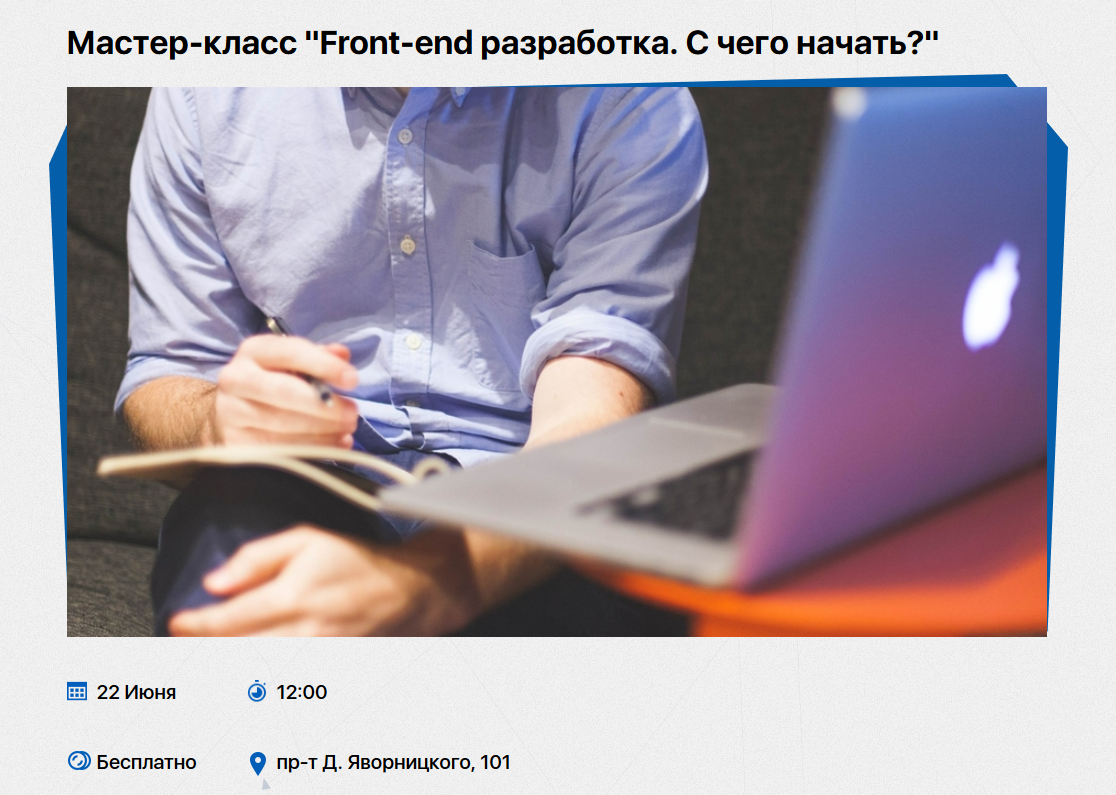 Мастер-класс "Front-end разработка. С чего начать?"
22 Июня
12:00
Бесплатно
пр-т Д. Яворницкого, 101